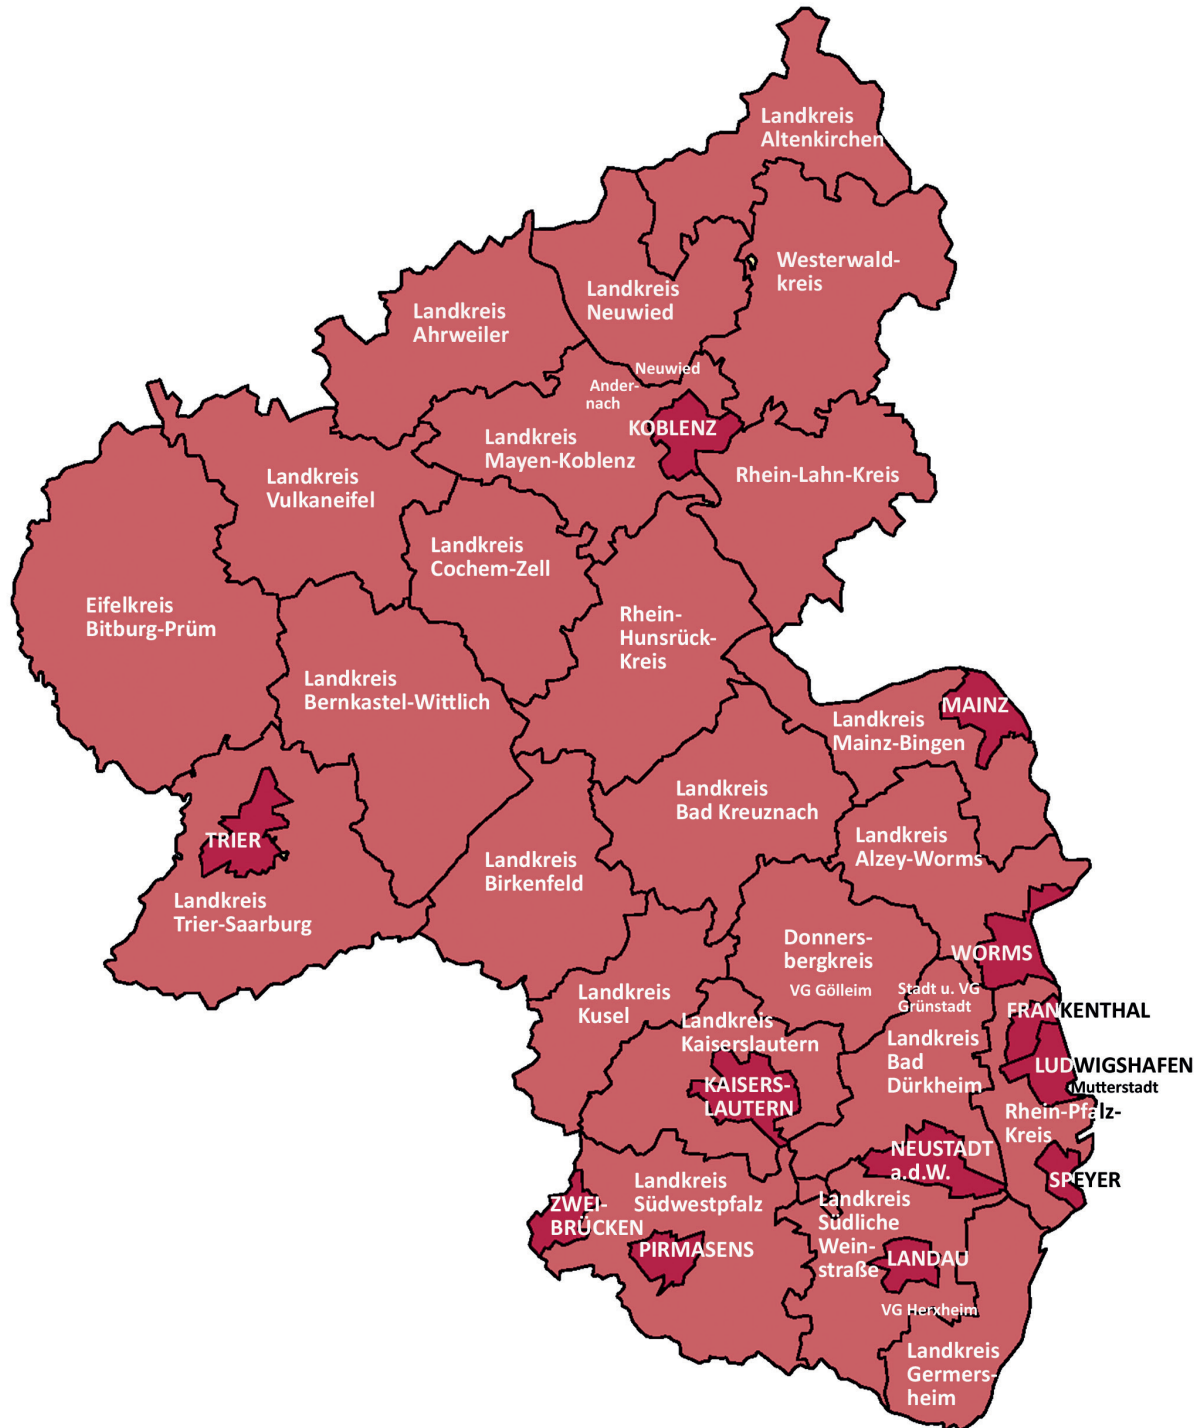 Landkreis
Altenkirchen
Westerwald-
kreis
Landkreis
Neuwied
Landkreis
Ahrweiler
Neuwied
Ander-
nach
KOBLENZ
Landkreis
Mayen-Koblenz
Rhein-Lahn-Kreis
Landkreis
Vulkaneifel
Landkreis
Cochem-Zell
Eifelkreis
Bitburg-Prüm
Rhein-
Hunsrück-
Kreis
Landkreis
Bernkastel-Wittlich
MAINZ
Landkreis
Mainz-Bingen
Landkreis
Bad Kreuznach
TRIER
Landkreis
Alzey-Worms
Landkreis
Birkenfeld
Landkreis
Trier-Saarburg
Donners-
bergkreis
VG Gölleim
WORMS
Stadt u. VG
Grünstadt
Landkreis
Kusel
FRANKENTHAL
Landkreis
Kaiserslautern
Landkreis
Bad
Dürkheim
LUDWIGSHAFEN
Mutterstadt
KAISERS-
LAUTERN
Rhein-Pfalz-
Kreis
NEUSTADT
a.d.W.
SPEYER
Landkreis
Südwestpfalz
ZWEI-
BRÜCKEN
Landkreis
Südliche
Wein-
straße
PIRMASENS
LANDAU
VG Herxheim
Landkreis
Germers-
heim